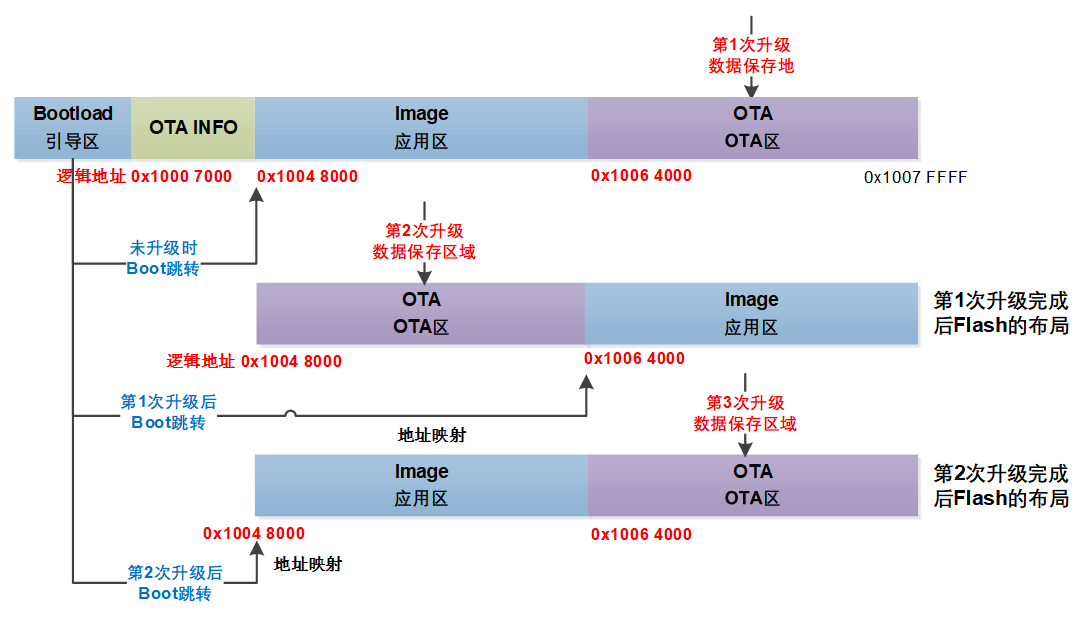 第1次升级
数据保存地
Bootload
引导区
OTA INFO
Image
应用区
OTA
OTA区
逻辑地址 0x1000 7000
0x1004 8000
0x1006 4000
0x1007 FFFF
未升级时
Boot跳转
第2次升级
数据保存区域
OTA
OTA区
Image
应用区
第1次升级完成
后Flash的布局
逻辑地址 0x1004 8000
0x1006 4000
第1次升级后
Boot跳转
地址映射
第3次升级
数据保存区域
Image
应用区
OTA
OTA区
第2次升级完成
后Flash的布局
0x1004 8000
0x1006 4000
地址映射
第2次升级后
Boot跳转